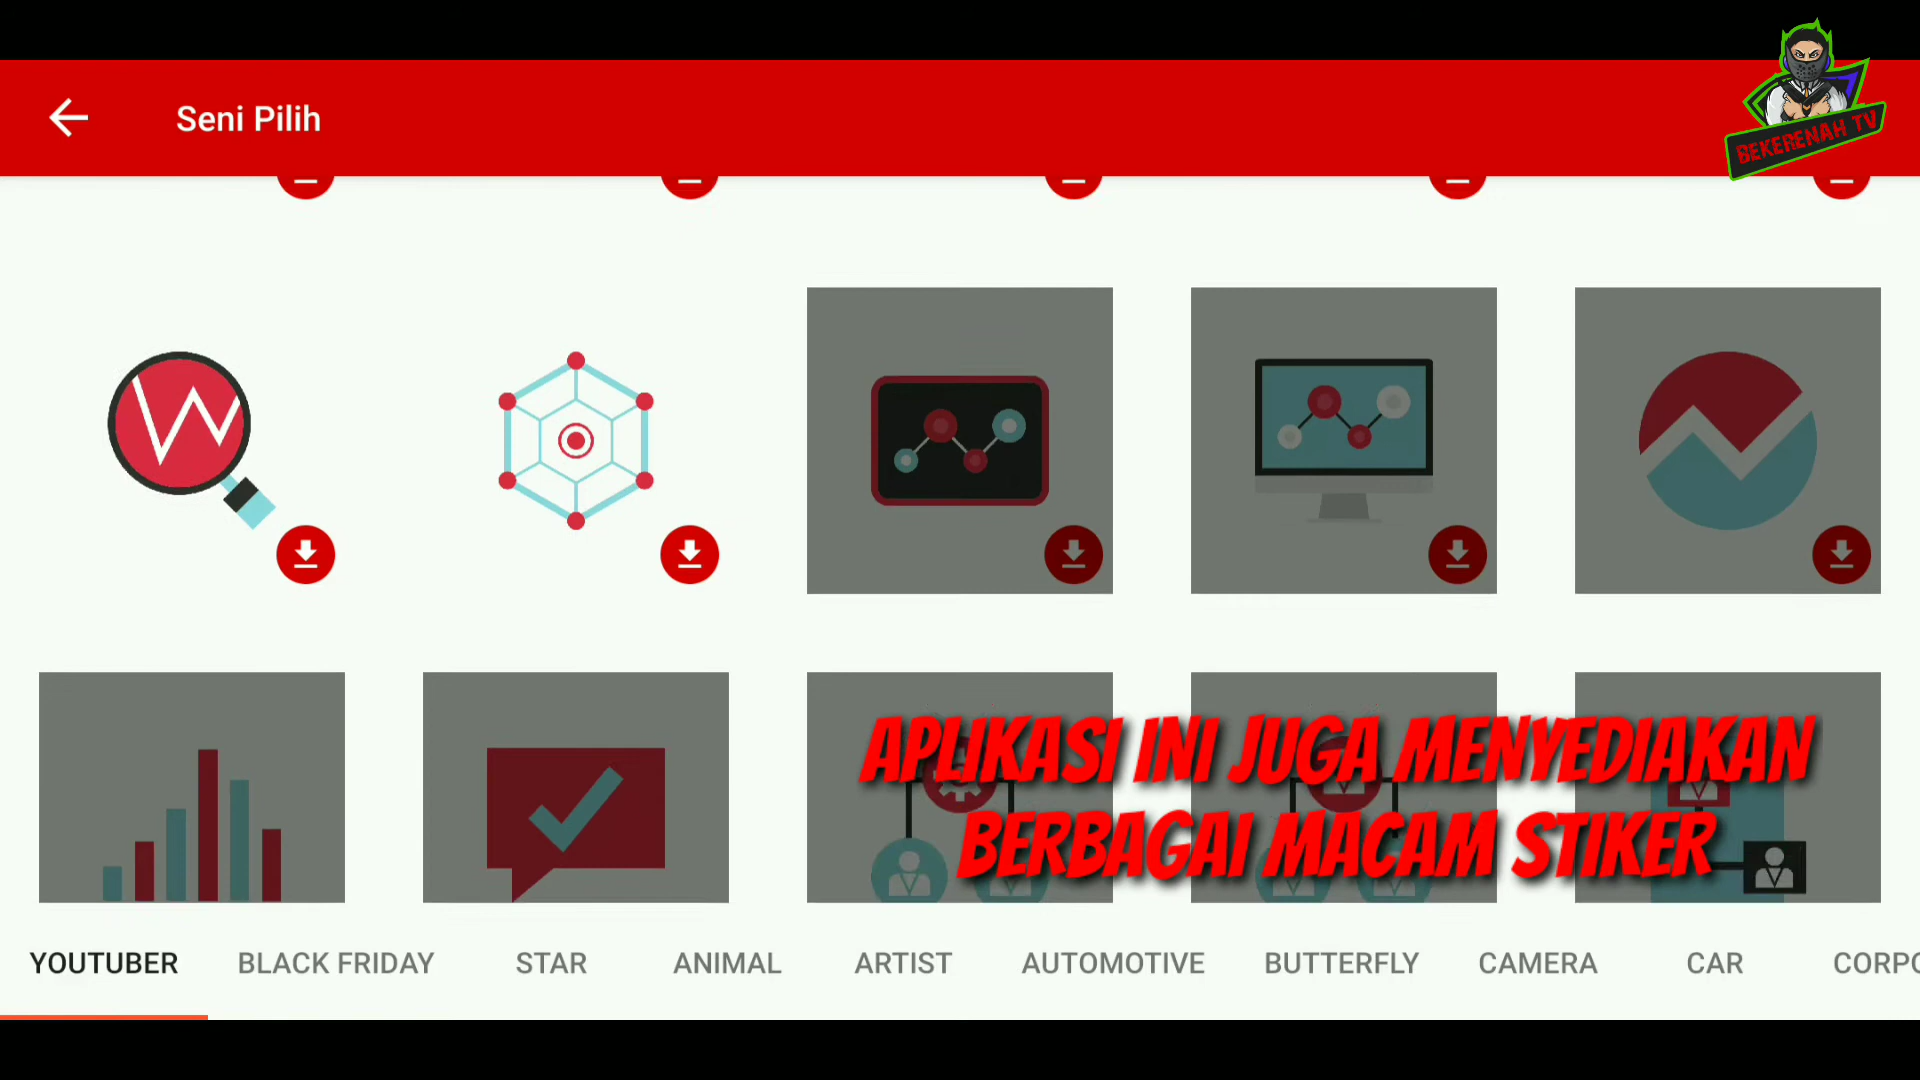 Seni Pilih
BEKERENAH TV
APLIKASI INI JUGA MENYEDIAKAN
BERBAGAI MACAM STIKER
YOUTUBER BLACK FRIDAY STAR ANIMAL ARTIST AUTOMOTIVE BUTTERFLY CAMERA CAR CORPO